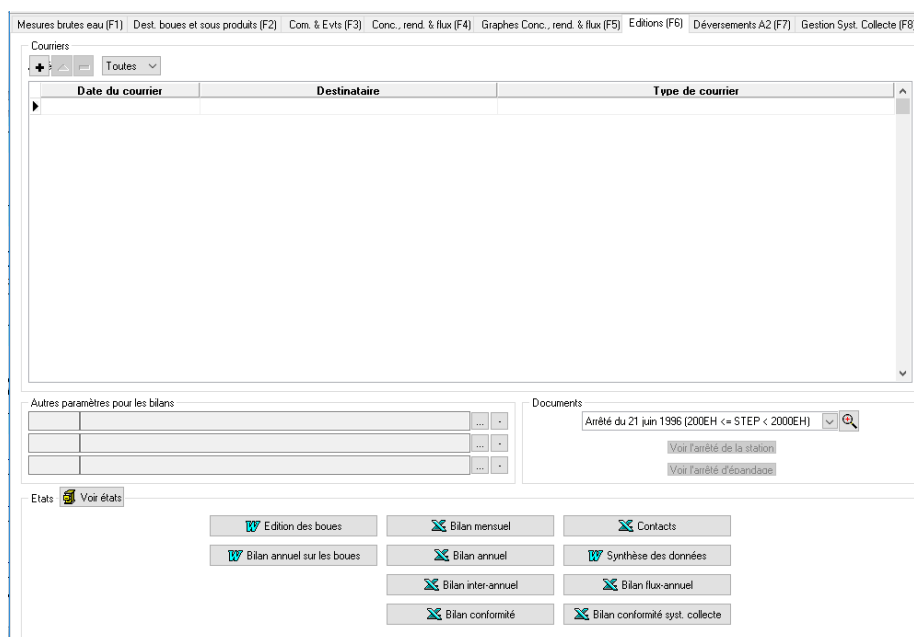 Mesures brutes eau (F1) Dest. boues et sous produits (F2) Com. & Evts (F3) Conc., rend. & flux (F4) Graphes Conc., rend. & flux (F5) Editions (F6) Déversements A2 (F7) Gestion Syst. Collecte (F8)
Courriers
Toutes
Date du courrier Destinataire Type de courrier
Autres paramètres pour les bilans
...
...
...
Documents
Arrêté du 21 juin 1996 (200EH <= STEP < 2000EH)
Voir l'arrêté de la station
Voir l'arrêté d'épandage
Etats Voir états
Edition des boues Bilan mensuel Contacts
Bilan annuel sur les boues Bilan annuel Synthèse des données
Bilan inter-annuel Bilan flux-annuel
Bilan conformité Bilan conformité syst. collecte